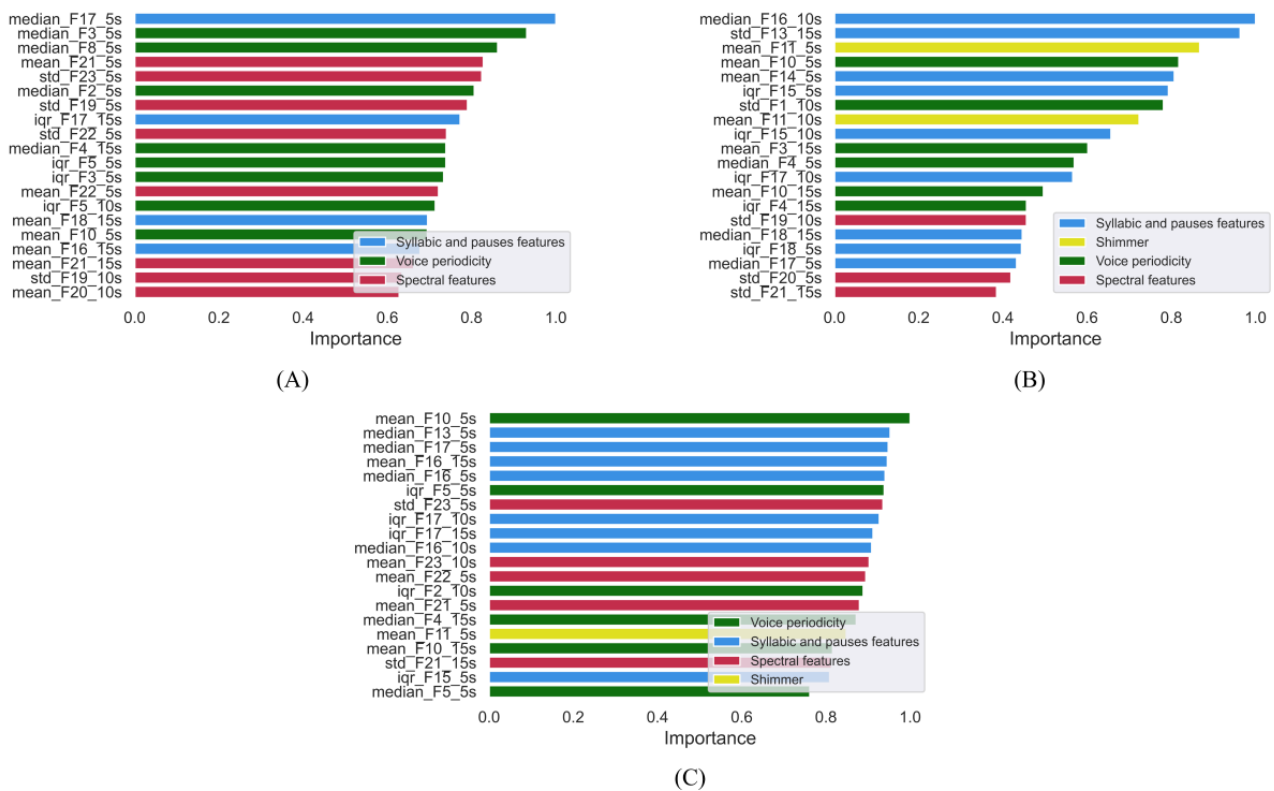 median_F17_5s
median_F3_5s
median_F8_5s
mean_F21_5s
std_F23_5s
median_F2_5s
std_F19_5s
iqr_F17_15s
std_F22_5s
median_F4_15s
iqr_F5_5s
iqr_F3_5s
mean_F22_5s
iqr_F5_10s
mean_F18_15s
mean_F10_5s
mean_F16_15s
mean_F21_15s
std_F19_10s
mean_F20_10s
Syllabic and pauses features
Voice periodicity
Spectral features
0.0 0.2 0.4 0.6 0.8 1.0
Importance
(A)
median_F16_10s
std_F13_15s
mean_F11_5s
mean_F10_5s
mean_F14_5s
iqr_F15_5s
std_F1_10s
mean_F11_10s
iqr_F15_10s
mean_F3_15s
median_F4_5s
iqr_F17_10s
mean_F10_15s
iqr_F4_15s
std_F19_10s
median_F18_15s
iqr_F18_5s
median_F17_5s
std_F20_5s
std_F21_15s
Syllabic and pauses features
Shimmer
Voice periodicity
Spectral features
0.0 0.2 0.4 0.6 0.8 1.0
Importance
(B)
mean_F10_5s
median_F13_5s
median_F17_5s
mean_F16_15s
median_F16_5s
iqr_F5_5s
std_F23_5s
iqr_F17_10s
iqr_F17_15s
median_F16_10s
mean_F23_10s
mean_F22_5s
iqr_F2_10s
mean_F21_5s
median_F4_15s
mean_F11_5s
mean_F10_15s
std_F21_15s
iqr_F15_5s
median_F5_5s
Voice periodicity
Syllabic and pauses features
Spectral features
Shimmer
0.0 0.2 0.4 0.6 0.8 1.0
Importance
(C)